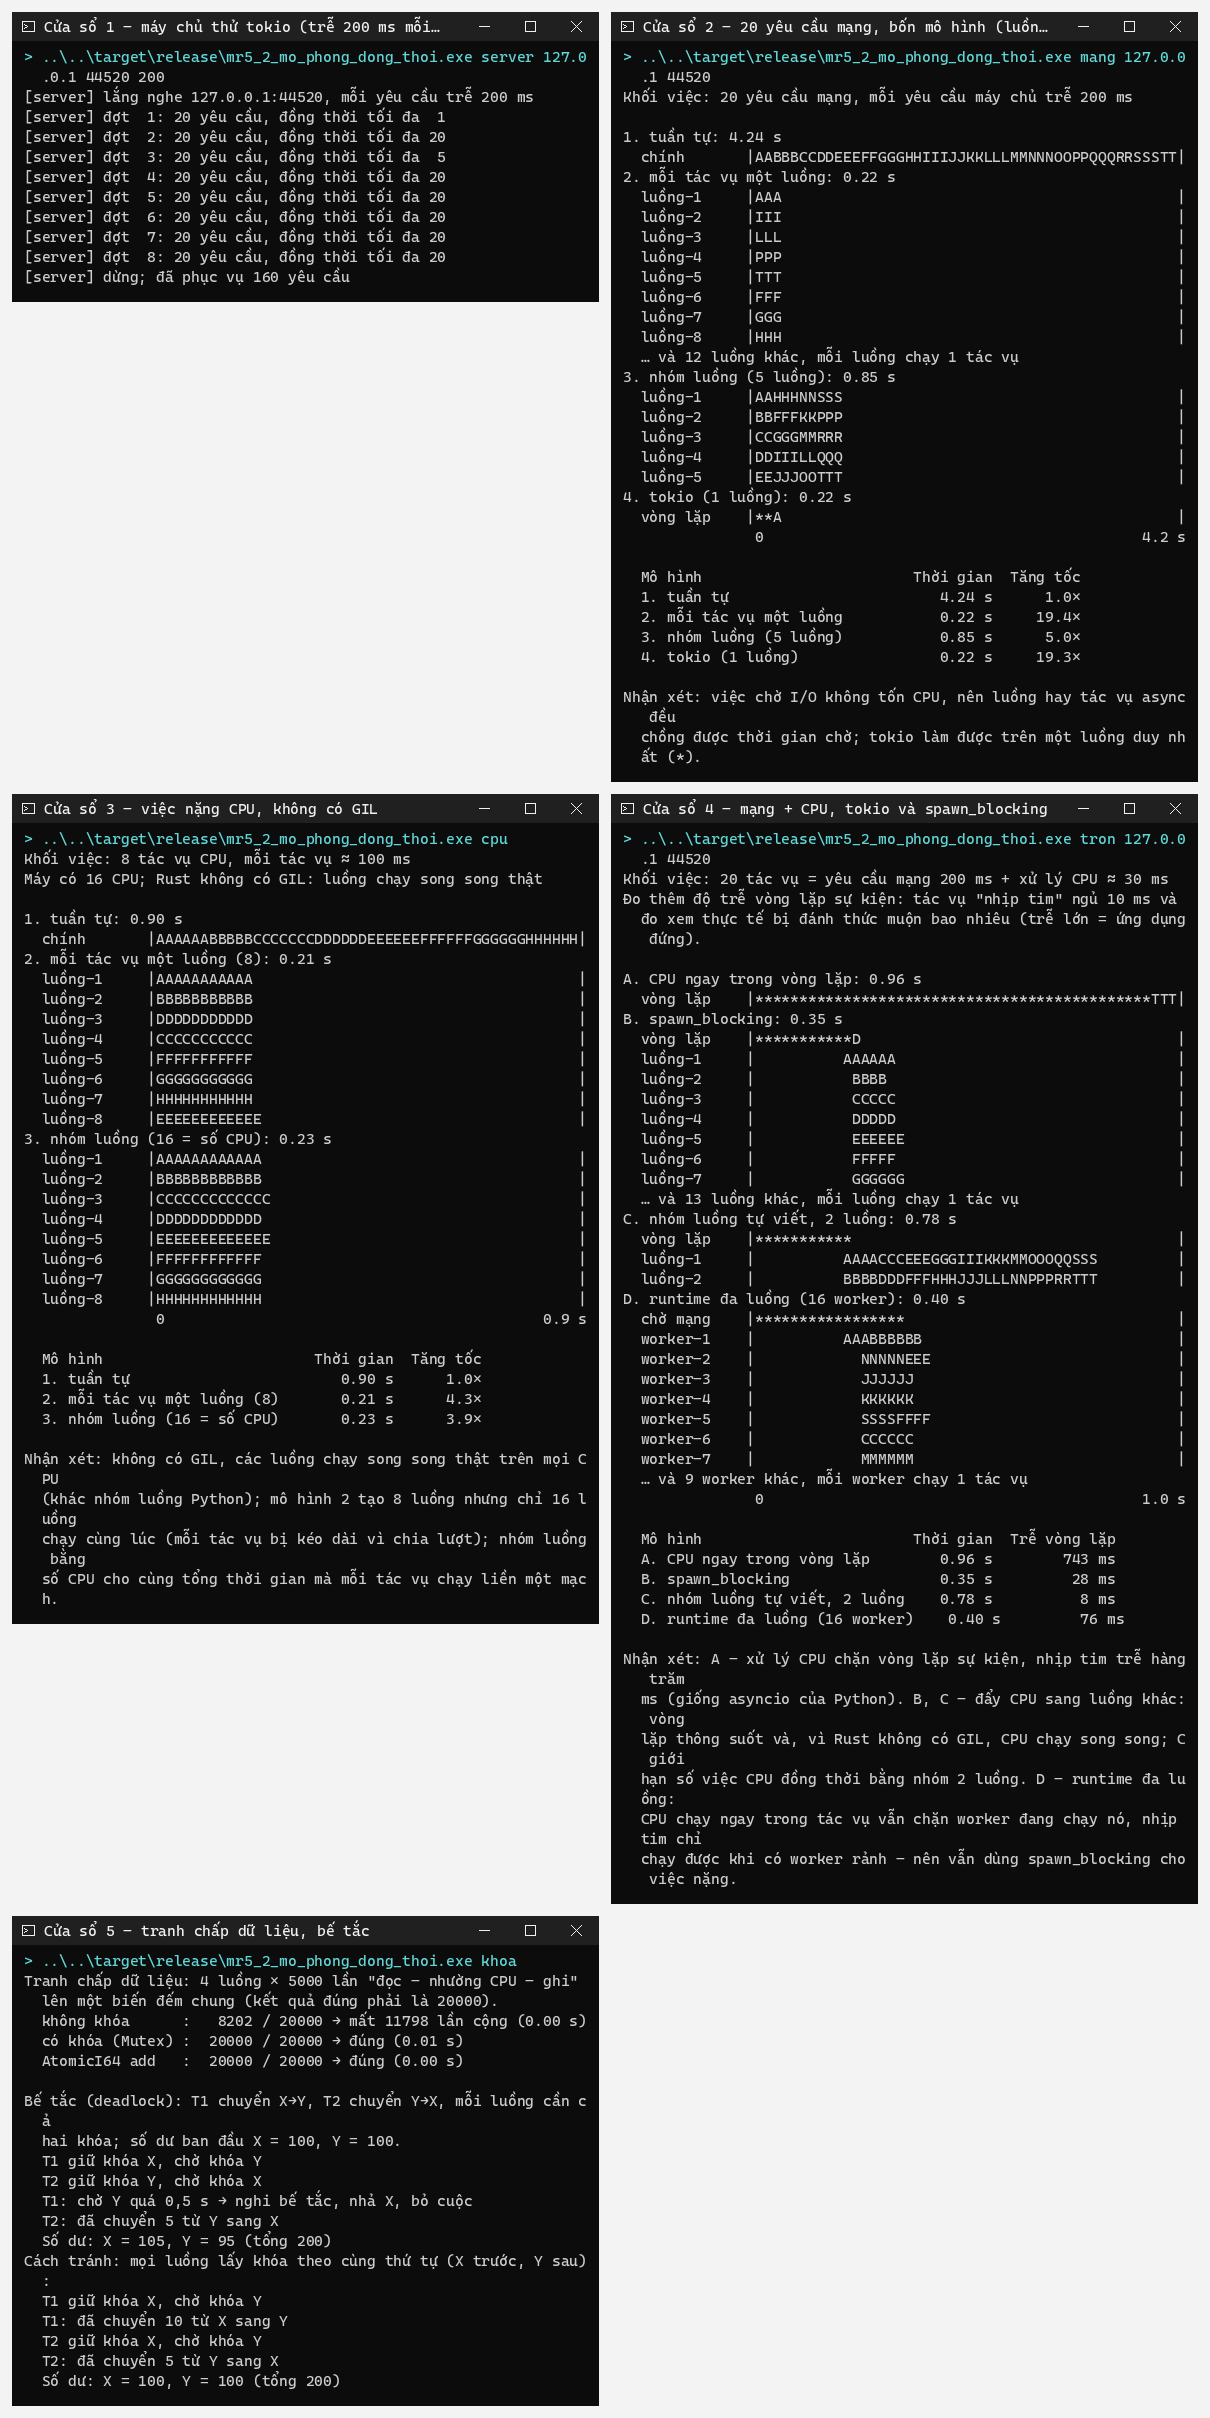 Cửa sổ 1 — máy chủ thử tokio (trễ 200 ms mỗi…
> ..\..\target\release\mr5_2_mo_phong_dong_thoi.exe server 127.0
.0.1 44520 200
[server] lắng nghe 127.0.0.1:44520, mỗi yêu cầu trễ 200 ms
[server] đợt  1: 20 yêu cầu, đồng thời tối đa  1
[server] đợt  2: 20 yêu cầu, đồng thời tối đa 20
[server] đợt  3: 20 yêu cầu, đồng thời tối đa  5
[server] đợt  4: 20 yêu cầu, đồng thời tối đa 20
[server] đợt  5: 20 yêu cầu, đồng thời tối đa 20
[server] đợt  6: 20 yêu cầu, đồng thời tối đa 20
[server] đợt  7: 20 yêu cầu, đồng thời tối đa 20
[server] đợt  8: 20 yêu cầu, đồng thời tối đa 20
[server] dừng; đã phục vụ 160 yêu cầu
Cửa sổ 2 — 20 yêu cầu mạng, bốn mô hình (luồn…
> ..\..\target\release\mr5_2_mo_phong_dong_thoi.exe mang 127.0.0
.1 44520
Khối việc: 20 yêu cầu mạng, mỗi yêu cầu máy chủ trễ 200 ms
1. tuần tự: 4.24 s
chính       |AABBBCCDDEEEFFGGGHHIIIJJKKLLLMMNNNOOPPQQQRRSSSTT|
2. mỗi tác vụ một luồng: 0.22 s
luồng-1     |AAA                                             |
luồng-2     |III                                             |
luồng-3     |LLL                                             |
luồng-4     |PPP                                             |
luồng-5     |TTT                                             |
luồng-6     |FFF                                             |
luồng-7     |GGG                                             |
luồng-8     |HHH                                             |
… và 12 luồng khác, mỗi luồng chạy 1 tác vụ
3. nhóm luồng (5 luồng): 0.85 s
luồng-1     |AAHHHNNSSS                                      |
luồng-2     |BBFFFKKPPP                                      |
luồng-3     |CCGGGMMRRR                                      |
luồng-4     |DDIIILLQQQ                                      |
luồng-5     |EEJJJOOTTT                                      |
4. tokio (1 luồng): 0.22 s
vòng lặp    |**A                                             |
0                                           4.2 s
Mô hình                        Thời gian  Tăng tốc
1. tuần tự                        4.24 s      1.0×
2. mỗi tác vụ một luồng           0.22 s     19.4×
3. nhóm luồng (5 luồng)           0.85 s      5.0×
4. tokio (1 luồng)                0.22 s     19.3×
Nhận xét: việc chờ I/O không tốn CPU, nên luồng hay tác vụ async
đều
chồng được thời gian chờ; tokio làm được trên một luồng duy nh
ất (*).
Cửa sổ 3 — việc nặng CPU, không có GIL
> ..\..\target\release\mr5_2_mo_phong_dong_thoi.exe cpu
Khối việc: 8 tác vụ CPU, mỗi tác vụ ≈ 100 ms
Máy có 16 CPU; Rust không có GIL: luồng chạy song song thật
1. tuần tự: 0.90 s
chính       |AAAAAABBBBBCCCCCCCDDDDDDEEEEEEFFFFFFGGGGGGHHHHHH|
2. mỗi tác vụ một luồng (8): 0.21 s
luồng-1     |AAAAAAAAAAA                                     |
luồng-2     |BBBBBBBBBBB                                     |
luồng-3     |DDDDDDDDDDD                                     |
luồng-4     |CCCCCCCCCCC                                     |
luồng-5     |FFFFFFFFFFF                                     |
luồng-6     |GGGGGGGGGGG                                     |
luồng-7     |HHHHHHHHHHH                                     |
luồng-8     |EEEEEEEEEEEE                                    |
3. nhóm luồng (16 = số CPU): 0.23 s
luồng-1     |AAAAAAAAAAAA                                    |
luồng-2     |BBBBBBBBBBBB                                    |
luồng-3     |CCCCCCCCCCCCC                                   |
luồng-4     |DDDDDDDDDDDD                                    |
luồng-5     |EEEEEEEEEEEEE                                   |
luồng-6     |FFFFFFFFFFFF                                    |
luồng-7     |GGGGGGGGGGGG                                    |
luồng-8     |HHHHHHHHHHHH                                    |
0                                           0.9 s
Mô hình                        Thời gian  Tăng tốc
1. tuần tự                        0.90 s      1.0×
2. mỗi tác vụ một luồng (8)       0.21 s      4.3×
3. nhóm luồng (16 = số CPU)       0.23 s      3.9×
Nhận xét: không có GIL, các luồng chạy song song thật trên mọi C
PU
(khác nhóm luồng Python); mô hình 2 tạo 8 luồng nhưng chỉ 16 l
uồng
chạy cùng lúc (mỗi tác vụ bị kéo dài vì chia lượt); nhóm luồng
bằng
số CPU cho cùng tổng thời gian mà mỗi tác vụ chạy liền một mạc
h.
Cửa sổ 4 — mạng + CPU, tokio và spawn_blocking
> ..\..\target\release\mr5_2_mo_phong_dong_thoi.exe tron 127.0.0
.1 44520
Khối việc: 20 tác vụ = yêu cầu mạng 200 ms + xử lý CPU ≈ 30 ms
Đo thêm độ trễ vòng lặp sự kiện: tác vụ "nhịp tim" ngủ 10 ms và
đo xem thực tế bị đánh thức muộn bao nhiêu (trễ lớn = ứng dụng
đứng).
A. CPU ngay trong vòng lặp: 0.96 s
vòng lặp    |*********************************************TTT|
B. spawn_blocking: 0.35 s
vòng lặp    |***********D                                    |
luồng-1     |          AAAAAA                                |
luồng-2     |           BBBB                                 |
luồng-3     |           CCCCC                                |
luồng-4     |           DDDDD                                |
luồng-5     |           EEEEEE                               |
luồng-6     |           FFFFF                                |
luồng-7     |           GGGGGG                               |
… và 13 luồng khác, mỗi luồng chạy 1 tác vụ
C. nhóm luồng tự viết, 2 luồng: 0.78 s
vòng lặp    |***********                                     |
luồng-1     |          AAAACCCEEEGGGIIIKKKMMOOOQQSSS         |
luồng-2     |          BBBBDDDFFFHHHJJJLLLNNPPPRRTTT         |
D. runtime đa luồng (16 worker): 0.40 s
chờ mạng    |*****************                               |
worker-1    |          AAABBBBBB                             |
worker-2    |            NNNNNEEE                            |
worker-3    |            JJJJJJ                              |
worker-4    |            KKKKKK                              |
worker-5    |            SSSSFFFF                            |
worker-6    |            CCCCCC                              |
worker-7    |            MMMMMM                              |
… và 9 worker khác, mỗi worker chạy 1 tác vụ
0                                           1.0 s
Mô hình                        Thời gian  Trễ vòng lặp
A. CPU ngay trong vòng lặp        0.96 s        743 ms
B. spawn_blocking                 0.35 s         28 ms
C. nhóm luồng tự viết, 2 luồng    0.78 s          8 ms
D. runtime đa luồng (16 worker)    0.40 s         76 ms
Nhận xét: A — xử lý CPU chặn vòng lặp sự kiện, nhịp tim trễ hàng
trăm
ms (giống asyncio của Python). B, C — đẩy CPU sang luồng khác:
vòng
lặp thông suốt và, vì Rust không có GIL, CPU chạy song song; C
giới
hạn số việc CPU đồng thời bằng nhóm 2 luồng. D — runtime đa lu
ồng:
CPU chạy ngay trong tác vụ vẫn chặn worker đang chạy nó, nhịp
tim chỉ
chạy được khi có worker rảnh — nên vẫn dùng spawn_blocking cho
việc nặng.
Cửa sổ 5 — tranh chấp dữ liệu, bế tắc
> ..\..\target\release\mr5_2_mo_phong_dong_thoi.exe khoa
Tranh chấp dữ liệu: 4 luồng × 5000 lần "đọc — nhường CPU — ghi"
lên một biến đếm chung (kết quả đúng phải là 20000).
không khóa      :   8202 / 20000 → mất 11798 lần cộng (0.00 s)
có khóa (Mutex) :  20000 / 20000 → đúng (0.01 s)
AtomicI64 add   :  20000 / 20000 → đúng (0.00 s)
Bế tắc (deadlock): T1 chuyển X→Y, T2 chuyển Y→X, mỗi luồng cần c
ả
hai khóa; số dư ban đầu X = 100, Y = 100.
T1 giữ khóa X, chờ khóa Y
T2 giữ khóa Y, chờ khóa X
T1: chờ Y quá 0,5 s → nghi bế tắc, nhả X, bỏ cuộc
T2: đã chuyển 5 từ Y sang X
Số dư: X = 105, Y = 95 (tổng 200)
Cách tránh: mọi luồng lấy khóa theo cùng thứ tự (X trước, Y sau)
:
T1 giữ khóa X, chờ khóa Y
T1: đã chuyển 10 từ X sang Y
T2 giữ khóa X, chờ khóa Y
T2: đã chuyển 5 từ Y sang X
Số dư: X = 100, Y = 100 (tổng 200)